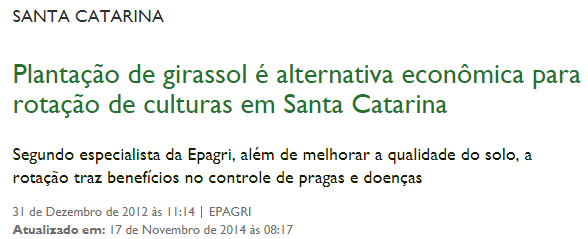 SANTA CATARINA
Plantação de girassol é alternativa econômica para
rotação de culturas em Santa Catarina
Segundo especialista da Epagri, além de melhorar a qualidade do solo, a
rotação traz benefícios no controle de pragas e doenças
31 de Dezembro de 2012 às 11:14 | EPAGRI
Atualizado em: 17 de Novembro de 2014 às 08:17